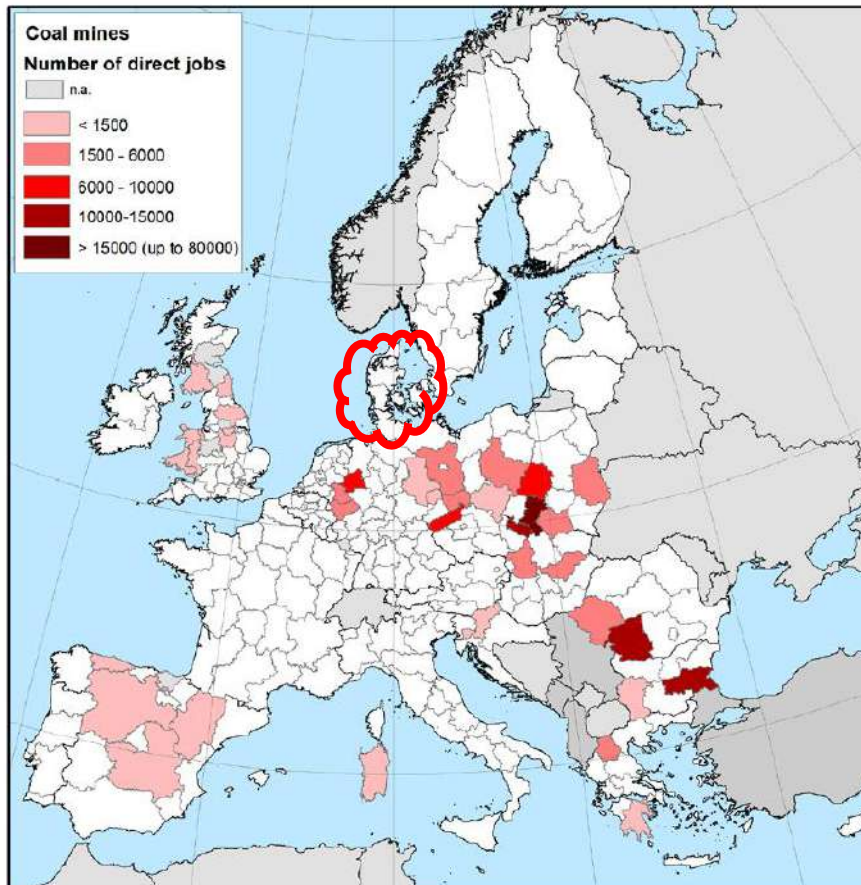 Coal mines
Number of direct jobs
n.a.
< 1500
1500 - 6000
6000 - 10000
10000-15000
> 15000 (up to 80000)